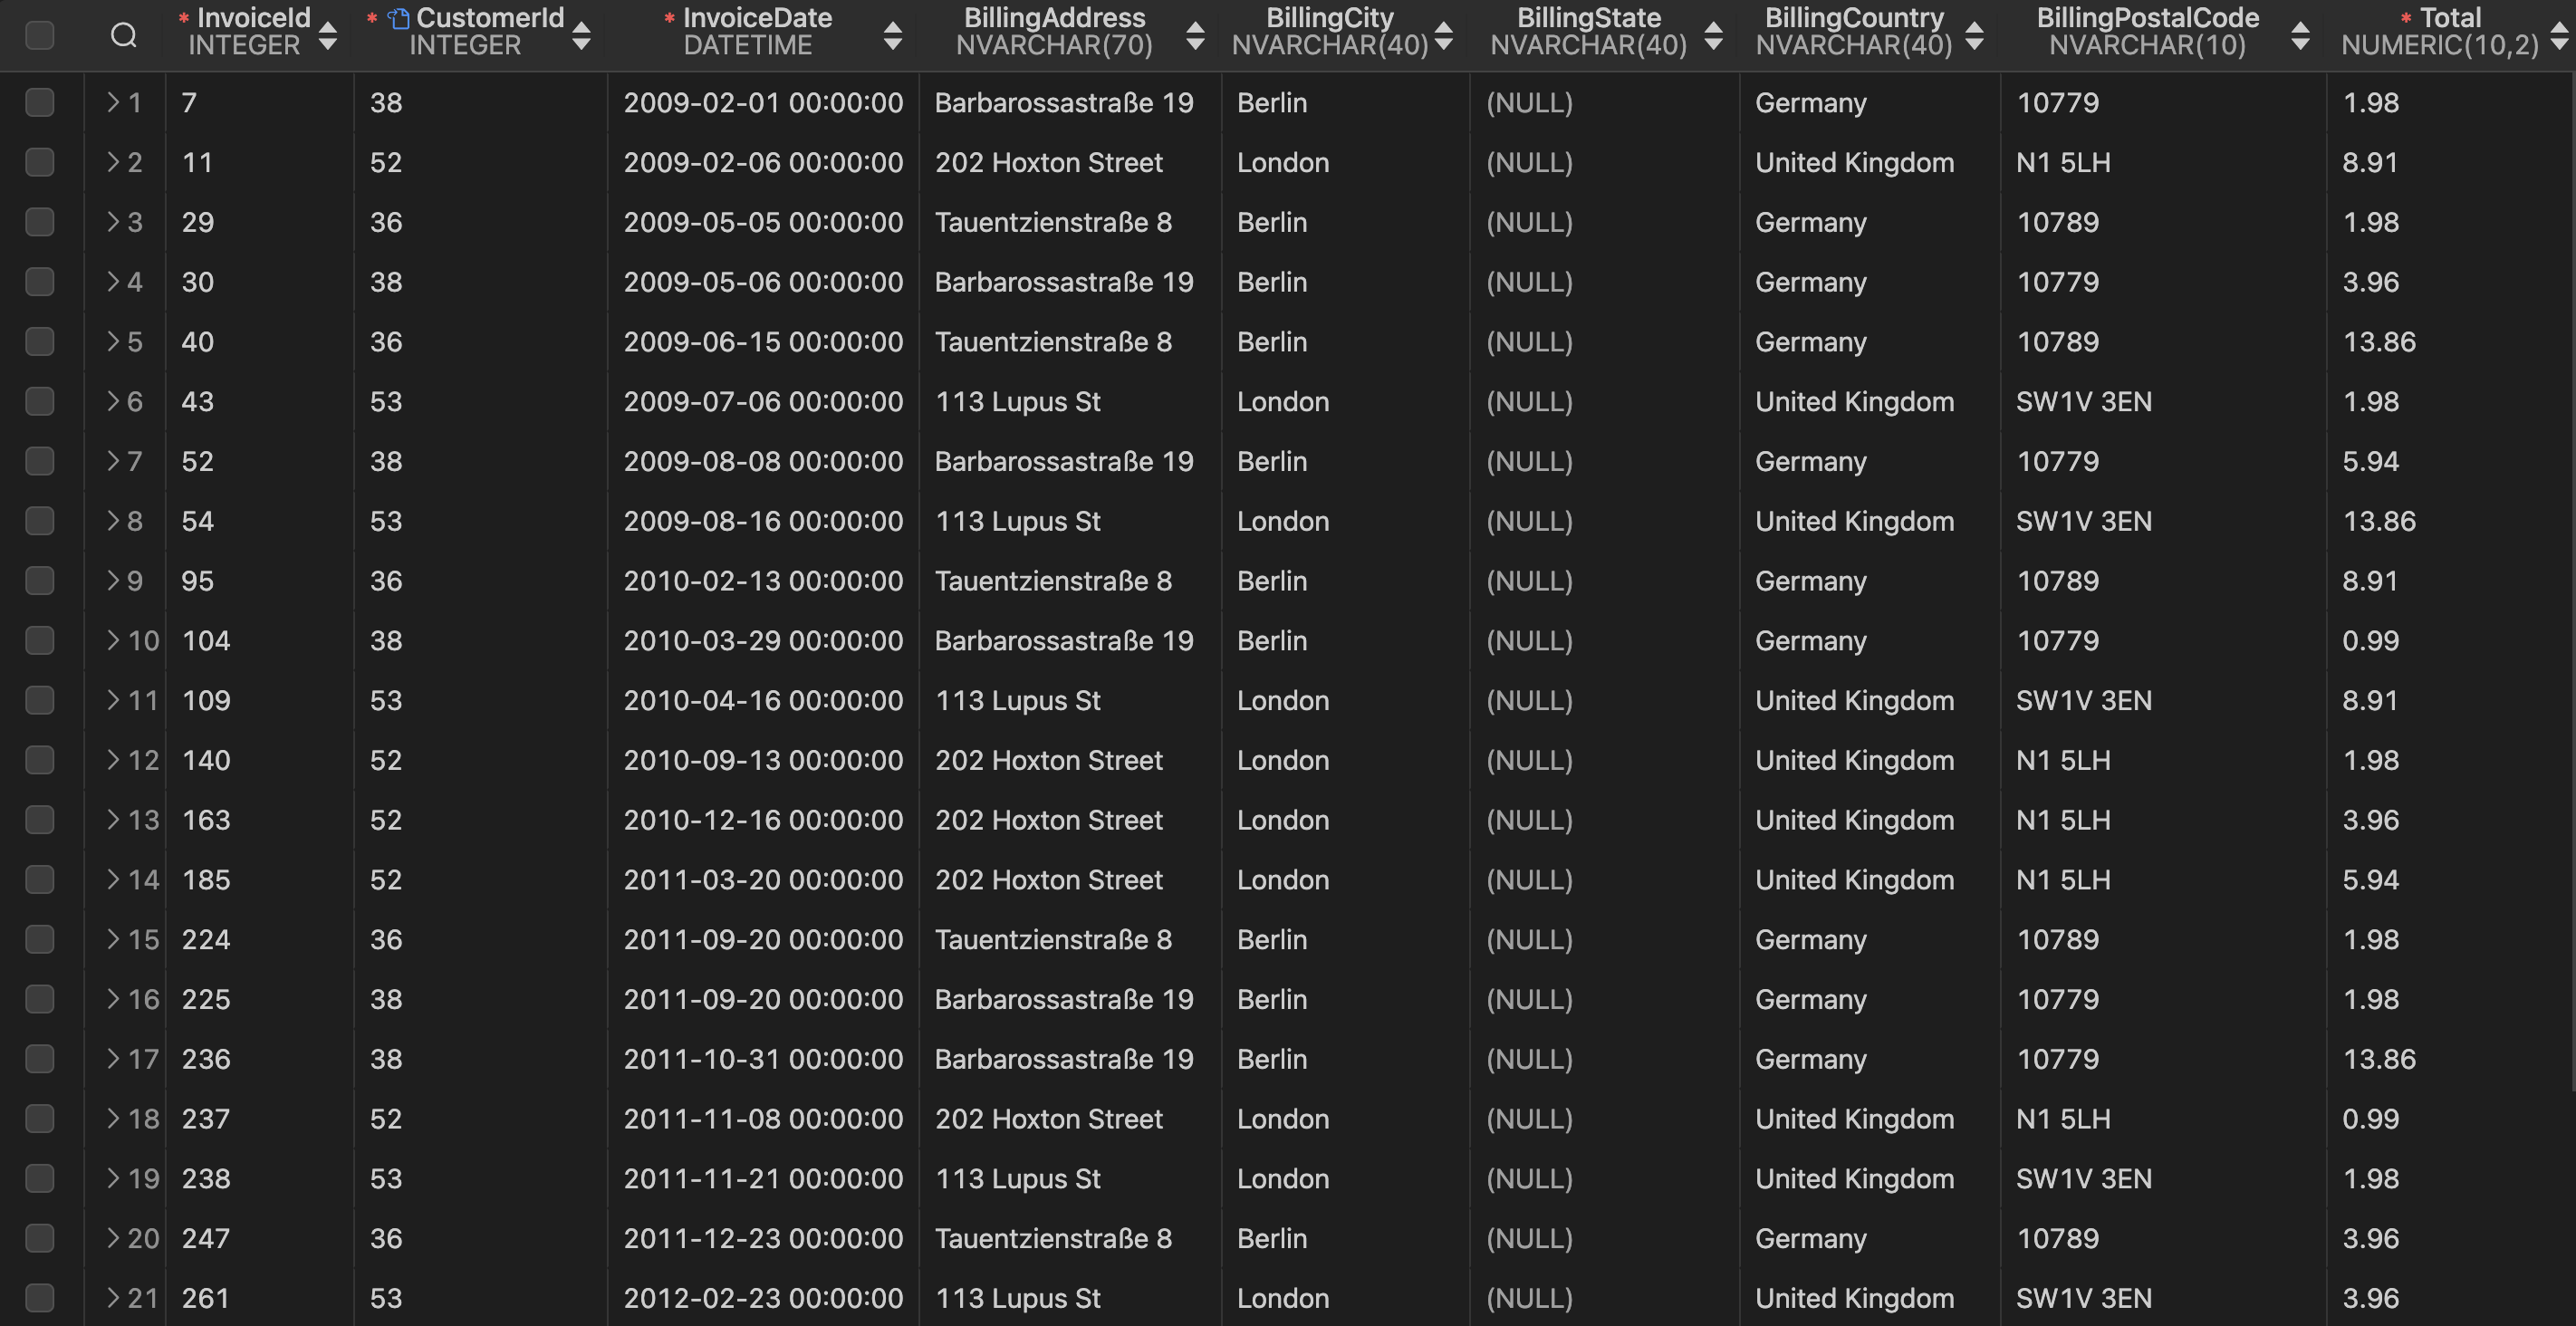 * InvoiceId * CustomerId * InvoiceDate BillingAddress BillingCity BillingState BillingCountry BillingPostalCode * Total
INTEGER INTEGER DATETIME NVARCHAR(70) NVARCHAR(40) NVARCHAR(40) NVARCHAR(40) NVARCHAR(10) NUMERIC(10,2)
1 7 38 2009-02-01 00:00:00 Barbarossastraße 19 Berlin (NULL) Germany 10779 1.98
2 11 52 2009-02-06 00:00:00 202 Hoxton Street London (NULL) United Kingdom N1 5LH 8.91
3 29 36 2009-05-05 00:00:00 Tauentzienstraße 8 Berlin (NULL) Germany 10789 1.98
4 30 38 2009-05-06 00:00:00 Barbarossastraße 19 Berlin (NULL) Germany 10779 3.96
5 40 36 2009-06-15 00:00:00 Tauentzienstraße 8 Berlin (NULL) Germany 10789 13.86
6 43 53 2009-07-06 00:00:00 113 Lupus St London (NULL) United Kingdom SW1V 3EN 1.98
7 52 38 2009-08-08 00:00:00 Barbarossastraße 19 Berlin (NULL) Germany 10779 5.94
8 54 53 2009-08-16 00:00:00 113 Lupus St London (NULL) United Kingdom SW1V 3EN 13.86
9 95 36 2010-02-13 00:00:00 Tauentzienstraße 8 Berlin (NULL) Germany 10789 8.91
10 104 38 2010-03-29 00:00:00 Barbarossastraße 19 Berlin (NULL) Germany 10779 0.99
11 109 53 2010-04-16 00:00:00 113 Lupus St London (NULL) United Kingdom SW1V 3EN 8.91
12 140 52 2010-09-13 00:00:00 202 Hoxton Street London (NULL) United Kingdom N1 5LH 1.98
13 163 52 2010-12-16 00:00:00 202 Hoxton Street London (NULL) United Kingdom N1 5LH 3.96
14 185 52 2011-03-20 00:00:00 202 Hoxton Street London (NULL) United Kingdom N1 5LH 5.94
15 224 36 2011-09-20 00:00:00 Tauentzienstraße 8 Berlin (NULL) Germany 10789 1.98
16 225 38 2011-09-20 00:00:00 Barbarossastraße 19 Berlin (NULL) Germany 10779 1.98
17 236 38 2011-10-31 00:00:00 Barbarossastraße 19 Berlin (NULL) Germany 10779 13.86
18 237 52 2011-11-08 00:00:00 202 Hoxton Street London (NULL) United Kingdom N1 5LH 0.99
19 238 53 2011-11-21 00:00:00 113 Lupus St London (NULL) United Kingdom SW1V 3EN 1.98
20 247 36 2011-12-23 00:00:00 Tauentzienstraße 8 Berlin (NULL) Germany 10789 3.96
21 261 53 2012-02-23 00:00:00 113 Lupus St London (NULL) United Kingdom SW1V 3EN 3.96